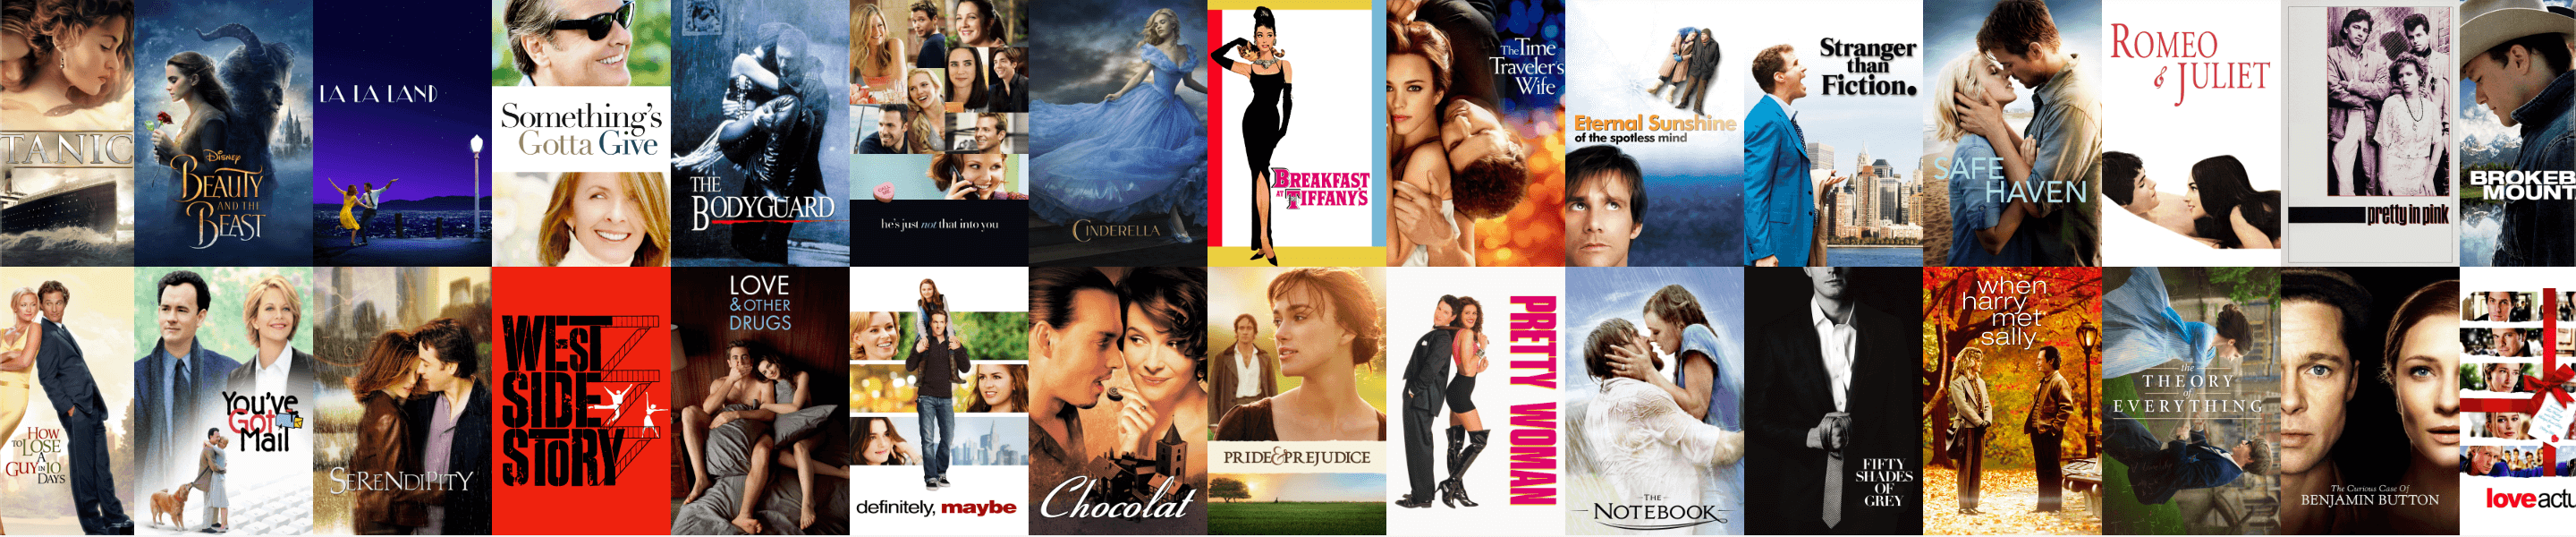 TANIC
Disney
BEAUTY
AND THE
BEAST
LA LA LAND
Something's
Gotta Give
THE
BODYGUARD
he's just not that into you
CINDERELLA
BREAKFAST
AT TIFFANY'S
The Time
Traveler's
Wife
Eternal Sunshine
of the spotless mind
Stranger
than
Fiction.
SAFE
HAVEN
ROMEO
& JULIET
pretty in pink
BROKEB
MOUNT
HOW
TO LOSE
A
GUY IN 10
DAYS
You've
Got
Mail
SERENDIPITY
WEST
SIDE
STORY
LOVE
& OTHER
DRUGS
definitely, maybe
Chocolat
PRIDE & PREJUDICE
PRETTY WOMAN
THE
NOTEBOOK
FIFTY
SHADES
OF
GREY
when
harry
met
sally
the
THEORY
of
EVERYTHING
The Curious Case Of
BENJAMIN BUTTON
love actu